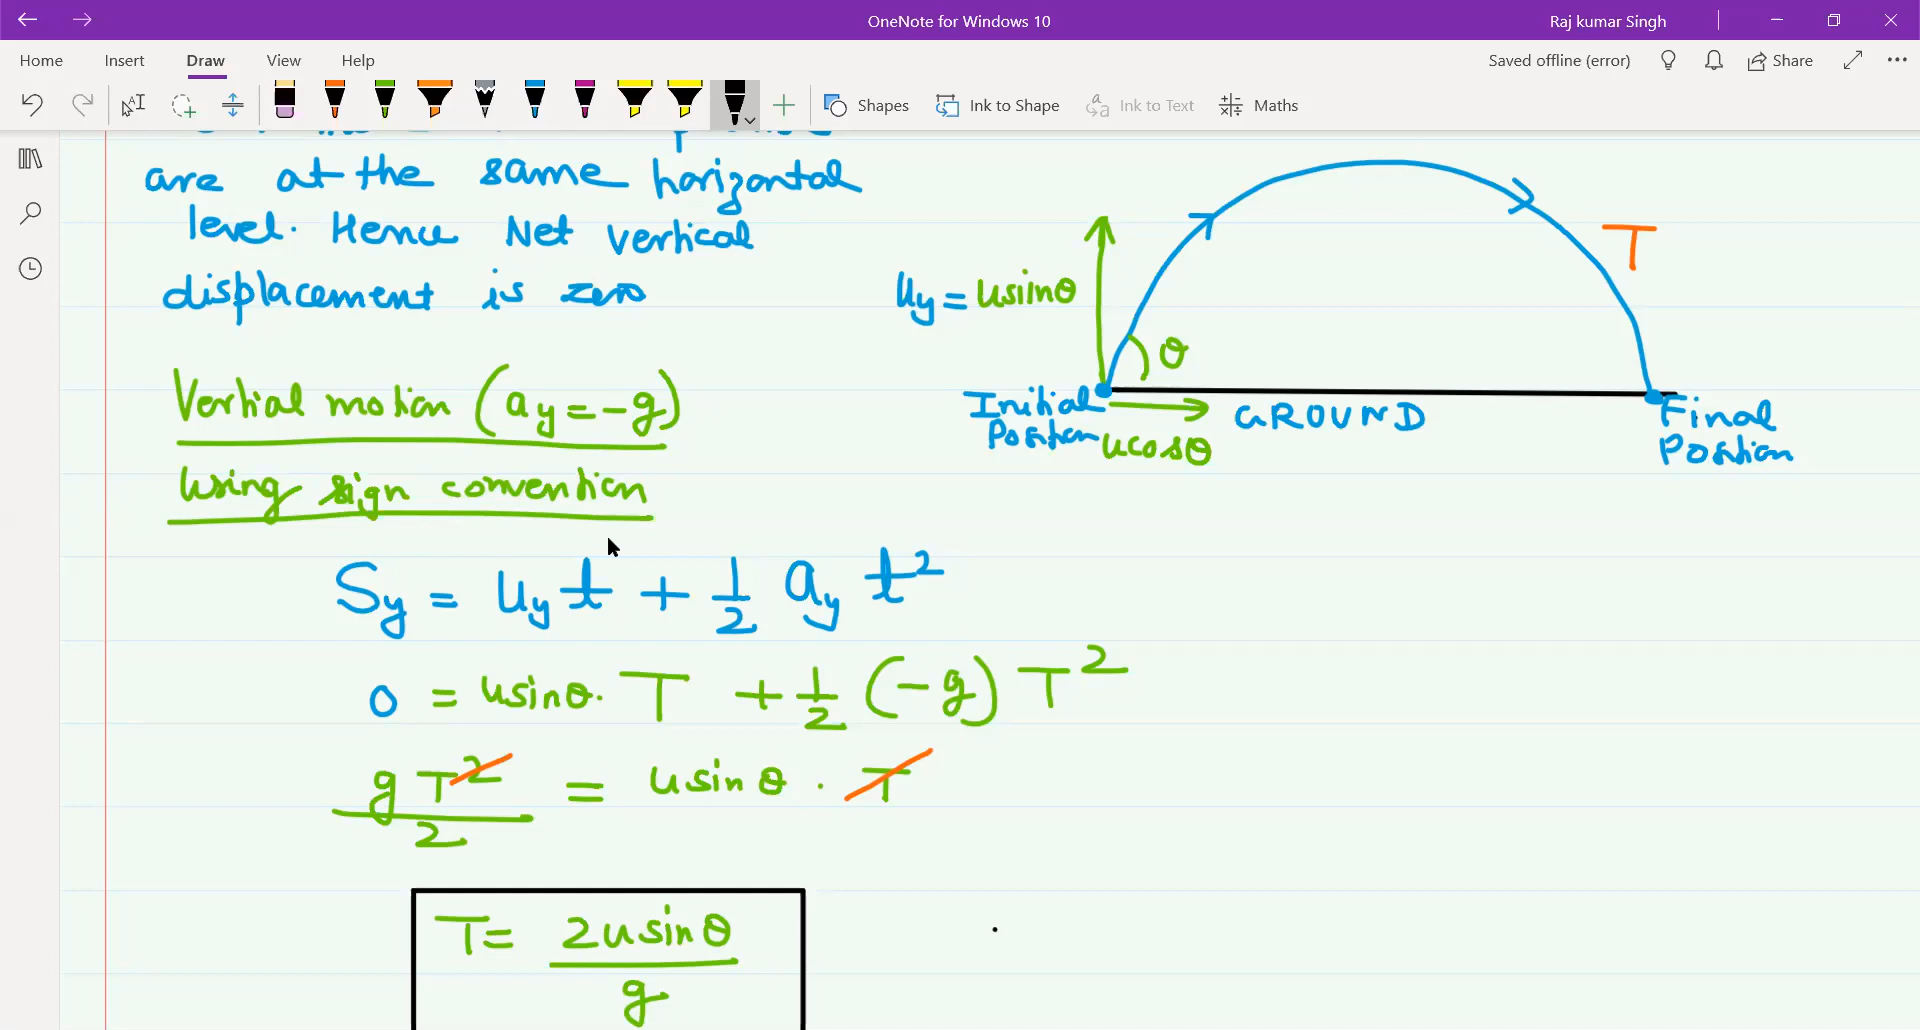 OneNote for Windows 10
Raj kumar Singh
Home Insert Draw View Help
Saved offline (error) Share
Shapes Ink to Shape Ink to Text Maths
are at the same horizontal
level. Hence Net vertical
displacement is zero
T
uy = usiinθ
θ
Initial
Position
ucosθ
GROUND
Final
Position
Vertial motion (ay = -g)
Using sign convention
Sy = uy t + 1/2 ay t²
0 = usinθ. T + 1/2 (-g) T²
g T² / 2 = usinθ . T
T = 2usinθ / g